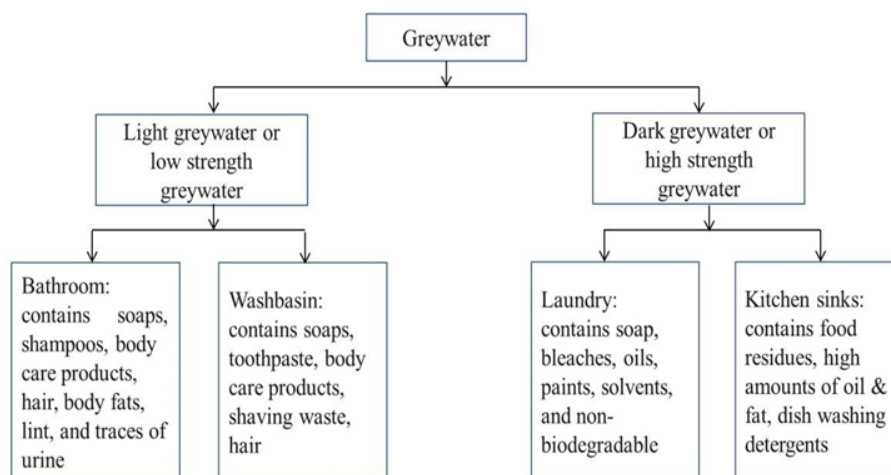 Greywater
Light greywater or
low strength
greywater
Dark greywater or
high strength
greywater
Bathroom:
contains soaps,
shampoos, body
care products,
hair, body fats,
lint, and traces of
urine
Washbasin:
contains soaps,
toothpaste, body
care products,
shaving waste,
hair
Laundry:
contains soap,
bleaches, oils,
paints, solvents,
and non-
biodegradable
Kitchen sinks:
contains food
residues, high
amounts of oil &
fat, dish washing
detergents